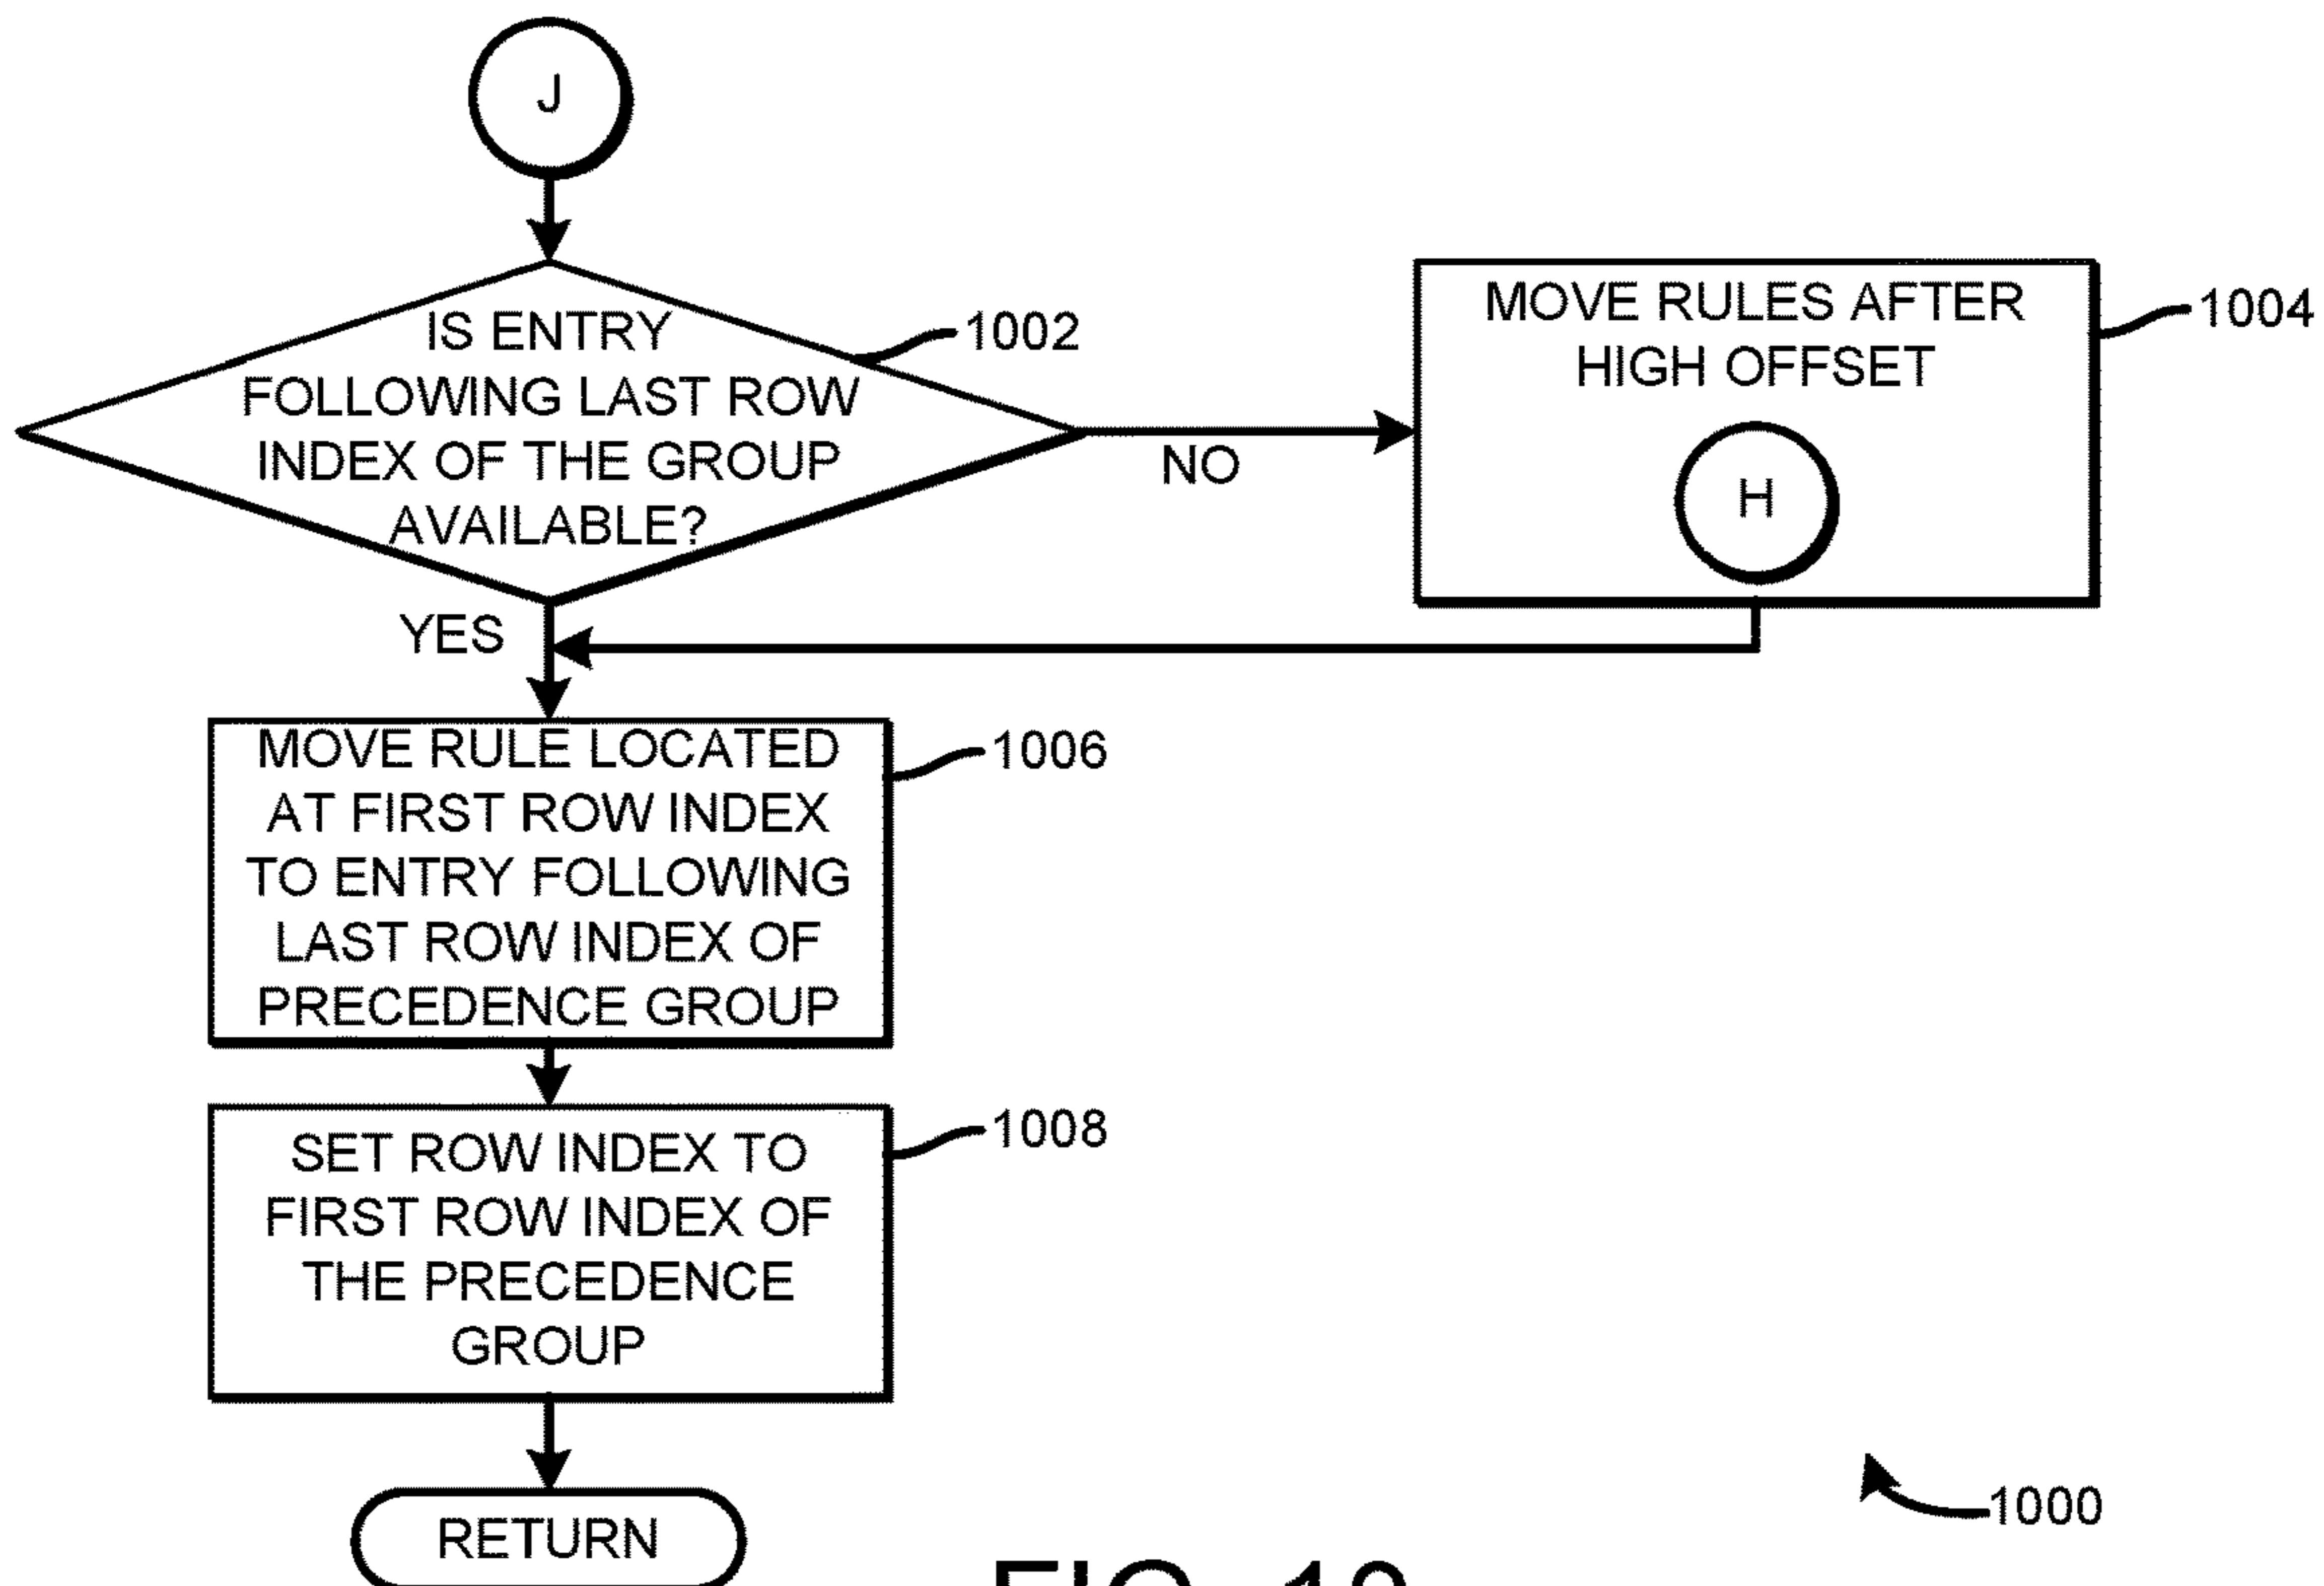 J
IS ENTRY
FOLLOWING LAST ROW
INDEX OF THE GROUP
AVAILABLE?
1002
NO
MOVE RULES AFTER
HIGH OFFSET
H
1004
YES
MOVE RULE LOCATED
AT FIRST ROW INDEX
TO ENTRY FOLLOWING
LAST ROW INDEX OF
PRECEDENCE GROUP
1006
SET ROW INDEX TO
FIRST ROW INDEX OF
THE PRECEDENCE
GROUP
1008
RETURN
1000
FIG.